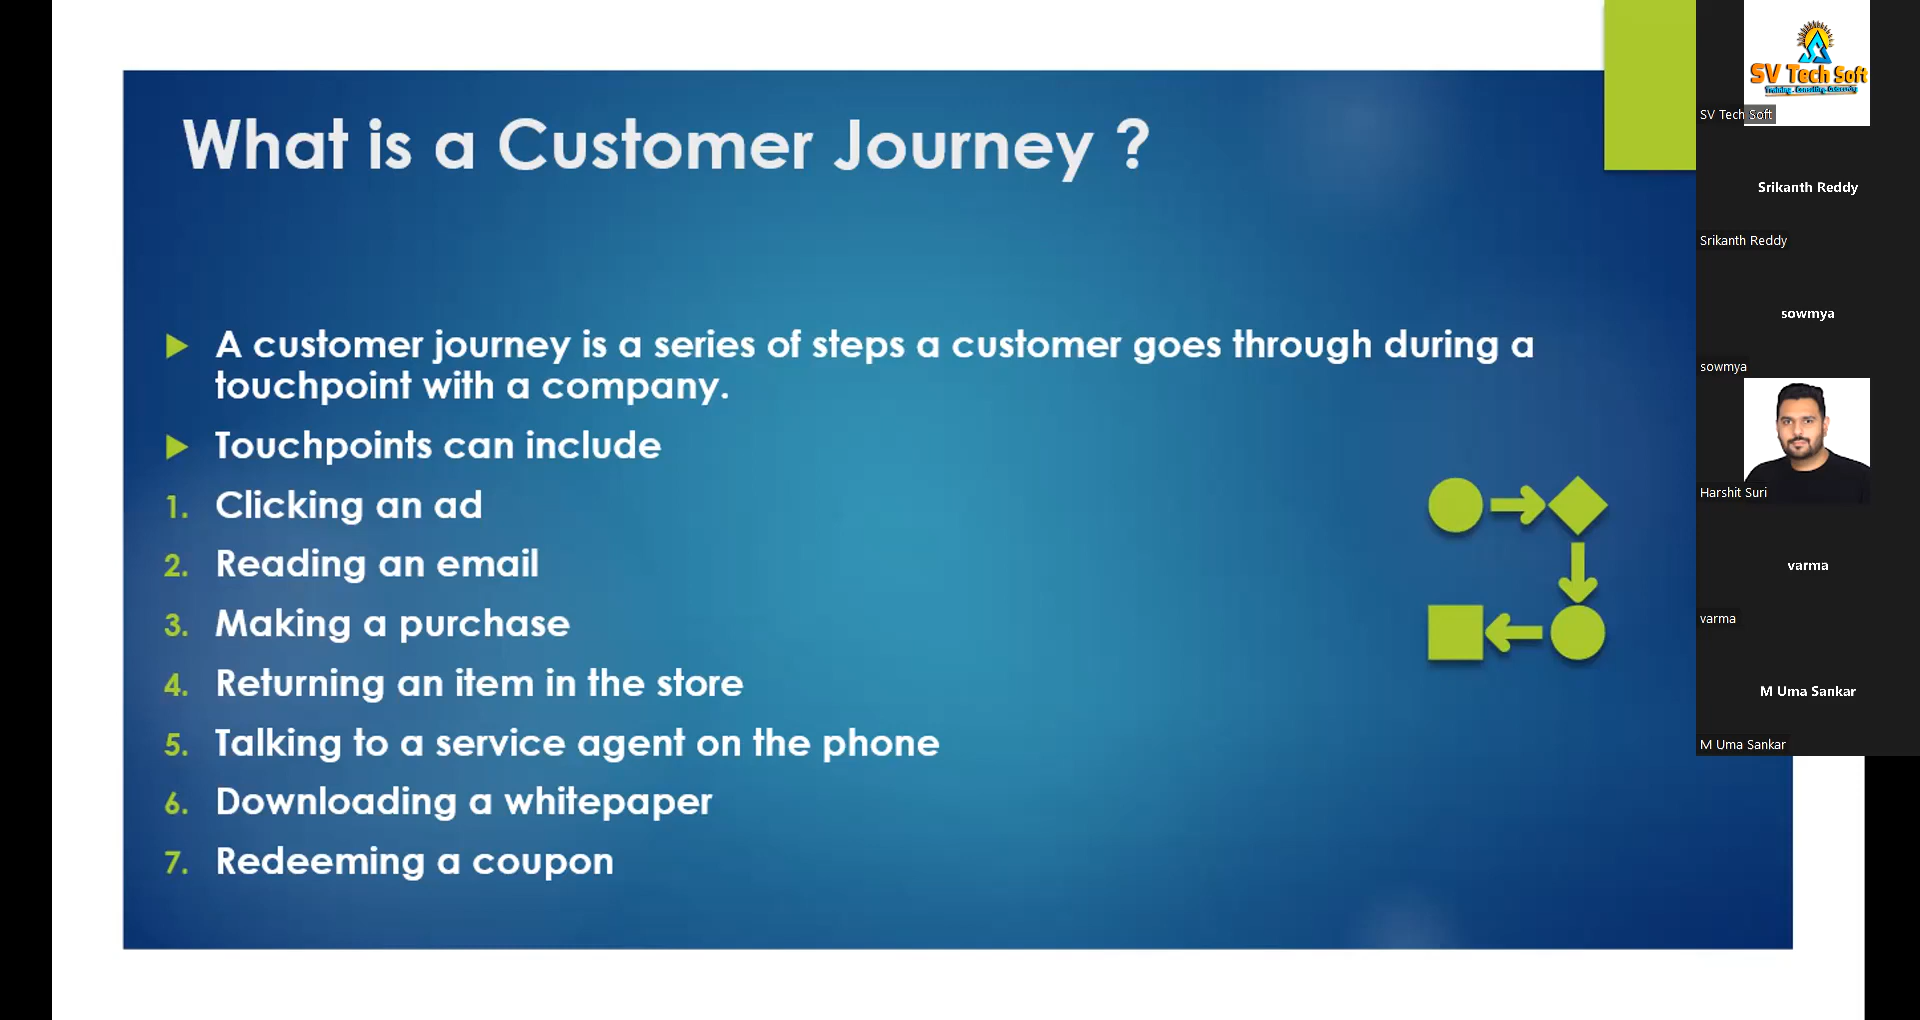 What is a Customer Journey ?
A customer journey is a series of steps a customer goes through during a
touchpoint with a company.
Touchpoints can include
1. Clicking an ad
2. Reading an email
3. Making a purchase
4. Returning an item in the store
5. Talking to a service agent on the phone
6. Downloading a whitepaper
7. Redeeming a coupon
SV Tech Soft
Training . Consulting. Outsourcing
SV Tech Soft
Srikanth Reddy
Srikanth Reddy
sowmya
sowmya
Harshit Suri
varma
varma
M Uma Sankar
M Uma Sankar